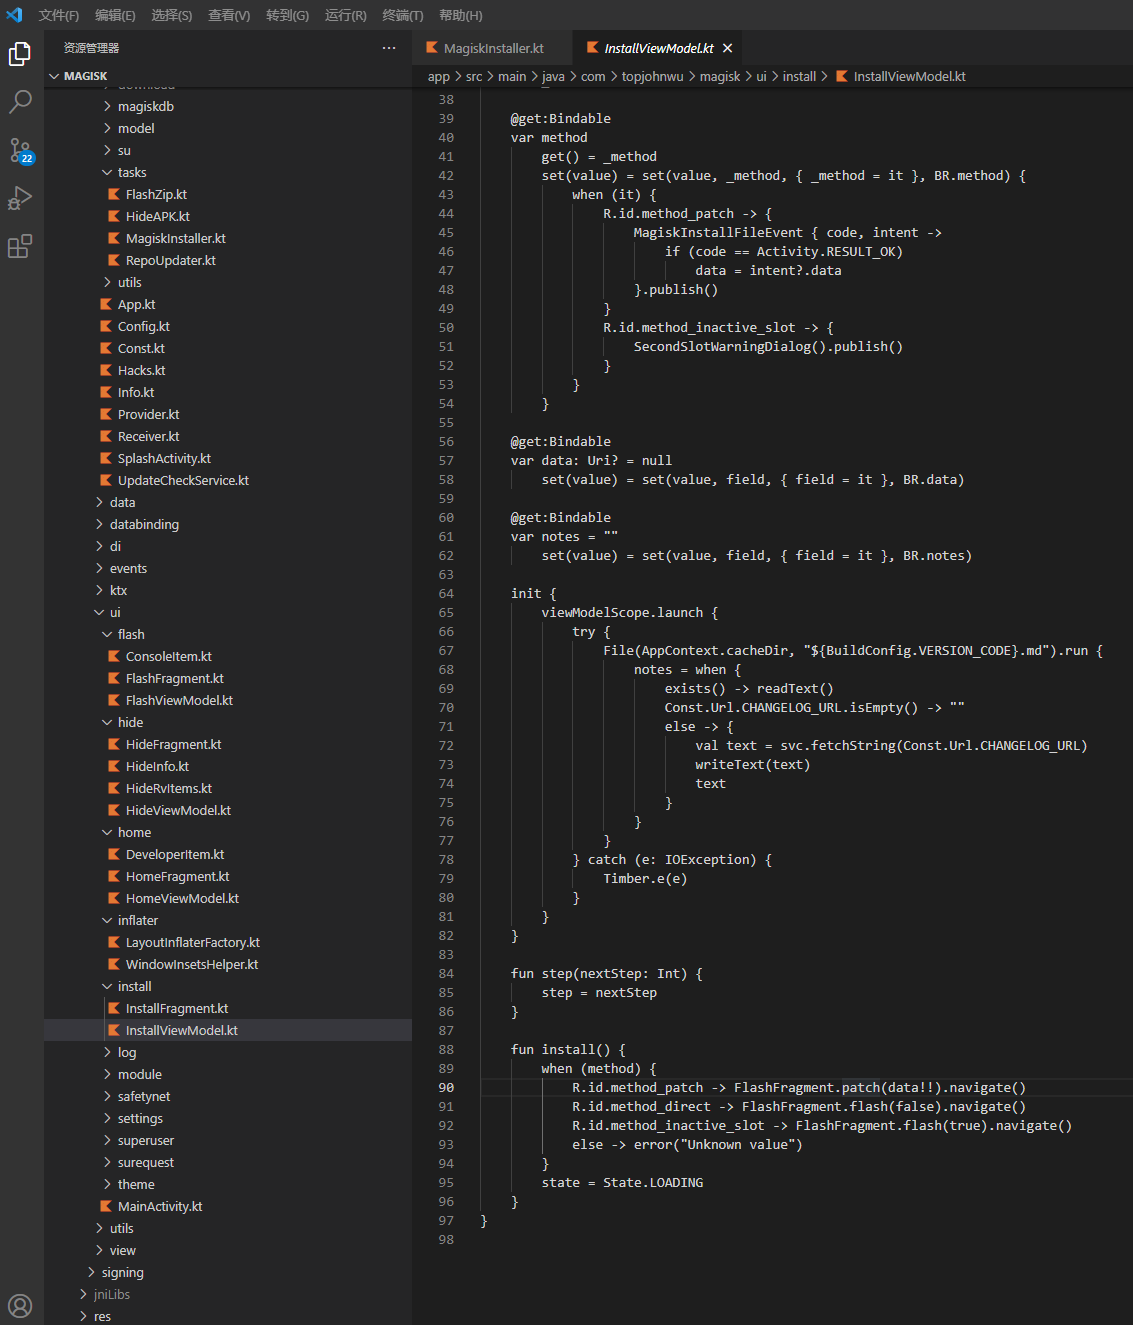 文件(F) 编辑(E) 选择(S) 查看(V) 转到(G) 运行(R) 终端(T) 帮助(H)
资源管理器 ···
MAGISK
download
magiskdb
model
su
tasks
FlashZip.kt
HideAPK.kt
MagiskInstaller.kt
RepoUpdater.kt
utils
App.kt
Config.kt
Const.kt
Hacks.kt
Info.kt
Provider.kt
Receiver.kt
SplashActivity.kt
UpdateCheckService.kt
data
databinding
di
events
ktx
ui
flash
ConsoleItem.kt
FlashFragment.kt
FlashViewModel.kt
hide
HideFragment.kt
HideInfo.kt
HideRvItems.kt
HideViewModel.kt
home
DeveloperItem.kt
HomeFragment.kt
HomeViewModel.kt
inflater
LayoutInflaterFactory.kt
WindowInsetsHelper.kt
install
InstallFragment.kt
InstallViewModel.kt
log
module
safetynet
settings
superuser
surequest
theme
MainActivity.kt
utils
view
signing
jniLibs
res
22
MagiskInstaller.kt InstallViewModel.kt
app > src > main > java > com > topjohnwu > magisk > ui > install > InstallViewModel.kt
38
39 @get:Bindable
40 var method
41 get() = _method
42 set(value) = set(value, _method, { _method = it }, BR.method) {
43 when (it) {
44 R.id.method_patch -> {
45 MagiskInstallFileEvent { code, intent ->
46 if (code == Activity.RESULT_OK)
47 data = intent?.data
48 }.publish()
49 }
50 R.id.method_inactive_slot -> {
51 SecondSlotWarningDialog().publish()
52 }
53 }
54 }
55
56 @get:Bindable
57 var data: Uri? = null
58 set(value) = set(value, field, { field = it }, BR.data)
59
60 @get:Bindable
61 var notes = ""
62 set(value) = set(value, field, { field = it }, BR.notes)
63
64 init {
65 viewModelScope.launch {
66 try {
67 File(AppContext.cacheDir, "${BuildConfig.VERSION_CODE}.md").run {
68 notes = when {
69 exists() -> readText()
70 Const.Url.CHANGELOG_URL.isEmpty() -> ""
71 else -> {
72 val text = svc.fetchString(Const.Url.CHANGELOG_URL)
73 writeText(text)
74 text
75 }
76 }
77 }
78 } catch (e: IOException) {
79 Timber.e(e)
80 }
81 }
82 }
83
84 fun step(nextStep: Int) {
85 step = nextStep
86 }
87
88 fun install() {
89 when (method) {
90 R.id.method_patch -> FlashFragment.patch(data!!).navigate()
91 R.id.method_direct -> FlashFragment.flash(false).navigate()
92 R.id.method_inactive_slot -> FlashFragment.flash(true).navigate()
93 else -> error("Unknown value")
94 }
95 state = State.LOADING
96 }
97 }
98